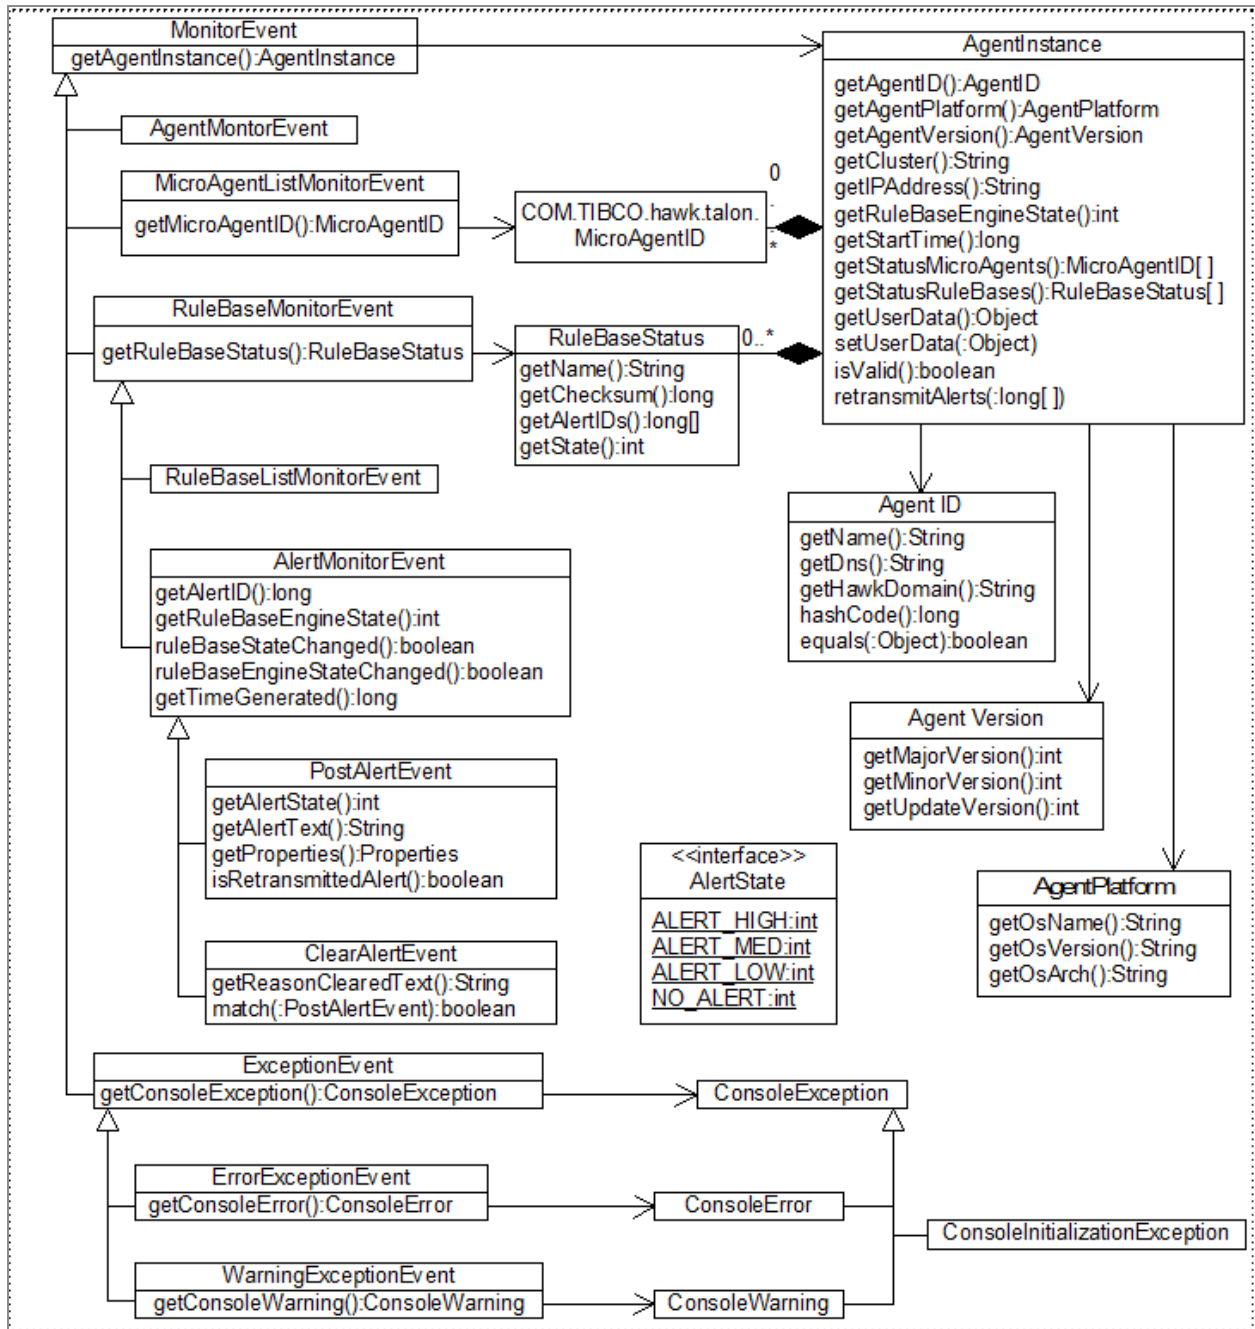 MonitorEvent
getAgentInstance():AgentInstance
AgentInstance
getAgentID():AgentID
getAgentPlatform():AgentPlatform
getAgentVersion():AgentVersion
getCluster():String
getIPAddress():String
getRuleBaseEngineState():int
getStartTime():long
getStatusMicroAgents():MicroAgentID[ ]
getStatusRuleBases():RuleBaseStatus[ ]
getUserData():Object
setUserData(:Object)
isValid():boolean
retransmitAlerts(:long[ ])
AgentMontorEvent
MicroAgentListMonitorEvent
getMicroAgentID():MicroAgentID
COM.TIBCO.hawk.talon.
MicroAgentID
0
.
.
*
RuleBaseMonitorEvent
getRuleBaseStatus():RuleBaseStatus
RuleBaseStatus
getName():String
getChecksum():long
getAlertIDs():long[]
getState():int
0..*
RuleBaseListMonitorEvent
Agent ID
getName():String
getDns():String
getHawkDomain():String
hashCode():long
equals(:Object):boolean
AlertMonitorEvent
getAlertID():long
getRuleBaseEngineState():int
ruleBaseStateChanged():boolean
ruleBaseEngineStateChanged():boolean
getTimeGenerated():long
Agent Version
getMajorVersion():int
getMinorVersion():int
getUpdateVersion():int
PostAlertEvent
getAlertState():int
getAlertText():String
getProperties():Properties
isRetransmittedAlert():boolean
<<interface>>
AlertState
ALERT_HIGH:int
ALERT_MED:int
ALERT_LOW:int
NO_ALERT:int
AgentPlatform
getOsName():String
getOsVersion():String
getOsArch():String
ClearAlertEvent
getReasonClearedText():String
match(:PostAlertEvent):boolean
ExceptionEvent
getConsoleException():ConsoleException
ConsoleException
ErrorExceptionEvent
getConsoleError():ConsoleError
ConsoleError
ConsoleInitializationException
WarningExceptionEvent
getConsoleWarning():ConsoleWarning
ConsoleWarning